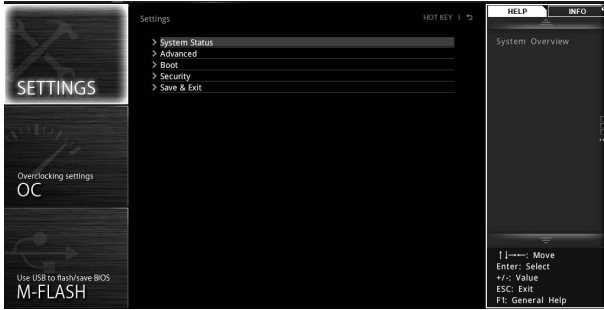 Settings
HOT KEY | ⮌
> System Status
> Advanced
> Boot
> Security
> Save & Exit
SETTINGS
Overclocking settings
OC
Use USB to flash/save BIOS
M-FLASH
HELP
INFO
System Overview
↑↓→←: Move
Enter: Select
+/-: Value
ESC: Exit
F1: General Help